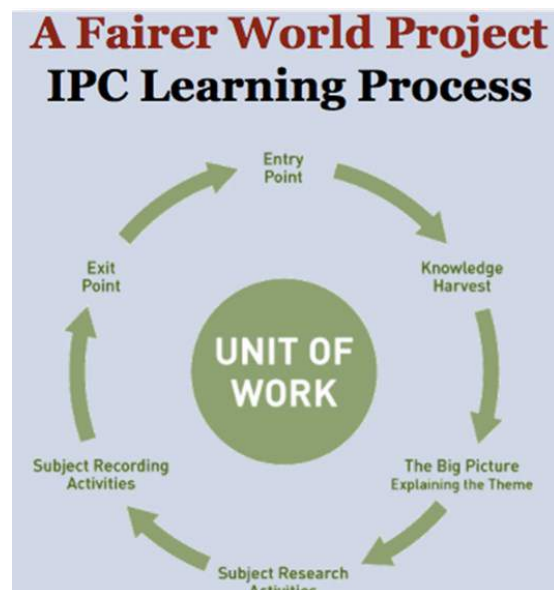 A Fairer World Project
IPC Learning Process
Entry
Point
Knowledge
Harvest
The Big Picture
Explaining the Theme
Subject Research
Activities
Subject Recording
Activities
Exit
Point
UNIT OF
WORK